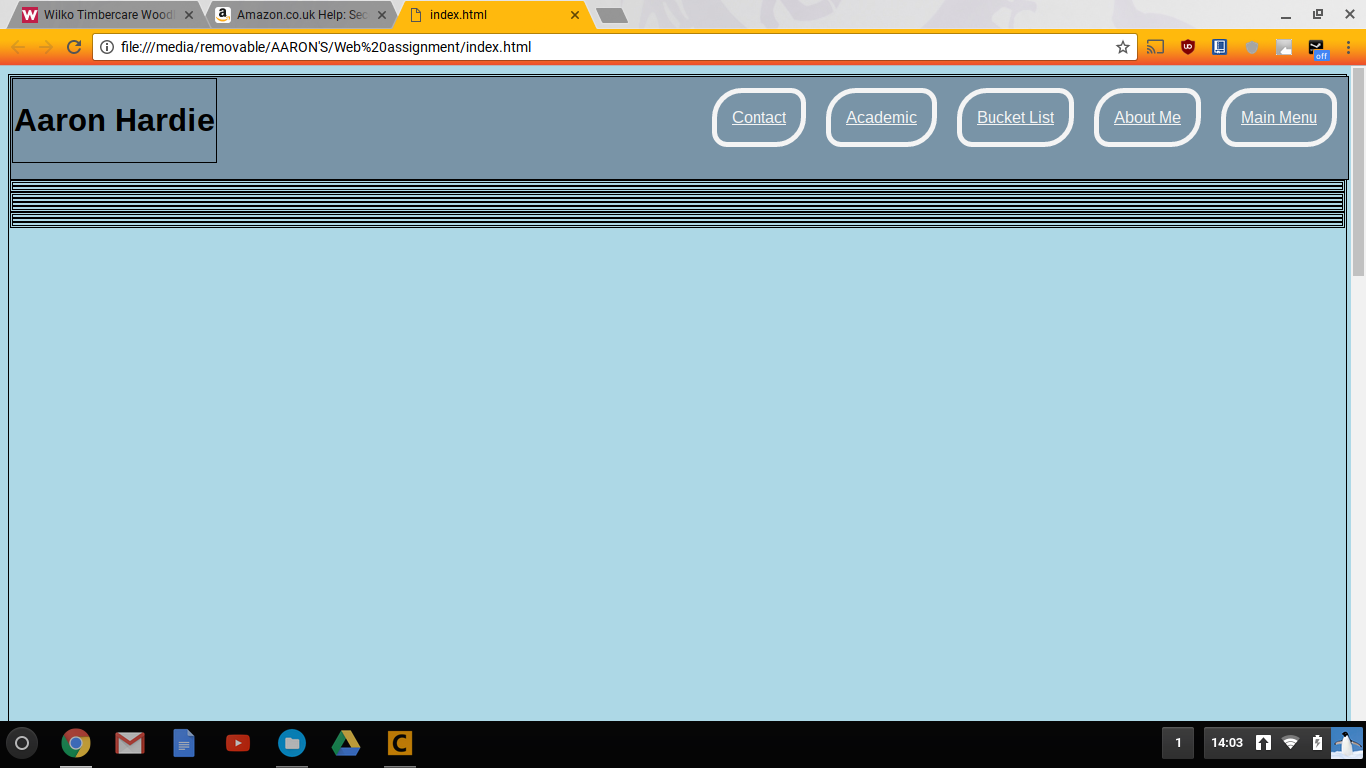 Wilko Timbercare Wood
Amazon.co.uk Help: Sec
index.html
file:///media/removable/AARON'S/Web%20assignment/index.html
off
Aaron Hardie
Contact
Academic
Bucket List
About Me
Main Menu
1
14:03